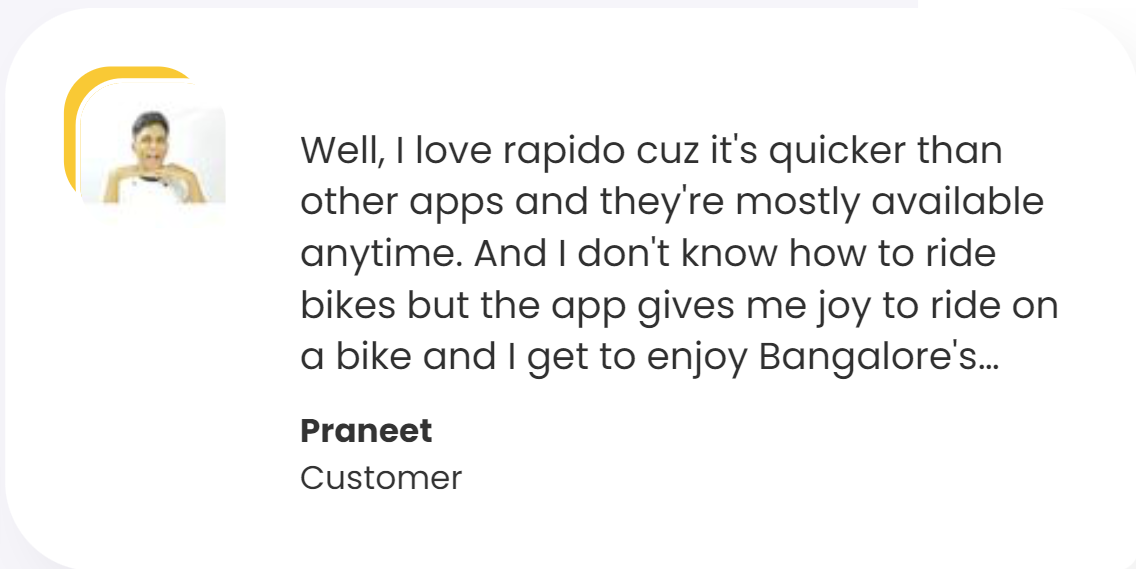 Well, I love rapido cuz it's quicker than
other apps and they're mostly available
anytime. And I don't know how to ride
bikes but the app gives me joy to ride on
a bike and I get to enjoy Bangalore's...
Praneet
Customer